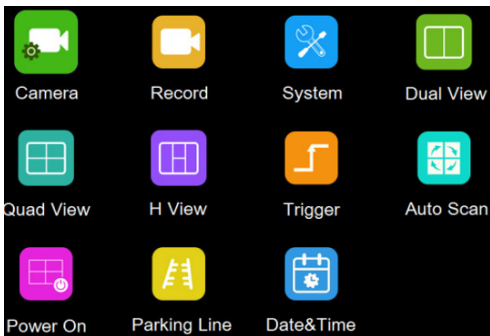 Camera
Record
System
Dual View
Quad View
H View
Trigger
Auto Scan
Power On
Parking Line
Date&Time